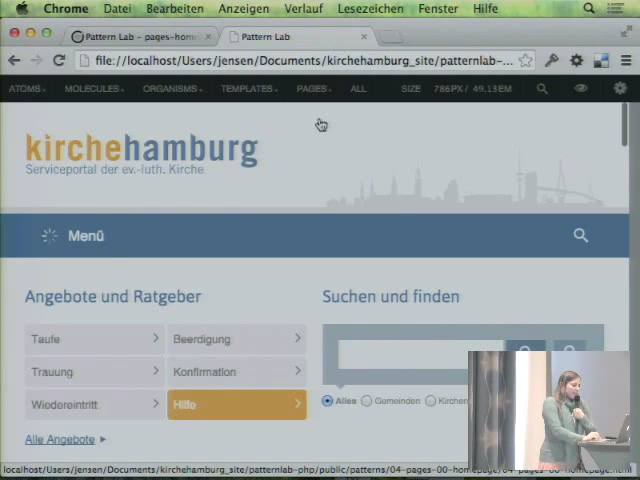 Chrome Datei Bearbeiten Anzeigen Verlauf Lesezeichen Fenster Hilfe
Pattern Lab - pages-home
Pattern Lab
file://localhost/Users/jensen/Documents/kirchehamburg_site/patternlab-...
ATOMS MOLECULES ORGANISMS TEMPLATES PAGES ALL SIZE 786PX / 49.13EM
kirchehamburg
Serviceportal der ev.-luth. Kirche
Menü
Angebote und Ratgeber
Suchen und finden
Taufe
Beerdigung
Trauung
Konfirmation
Wiedereintritt
Hilfe
Alles Gemeinden Kirchen
Alle Angebote
localhost/Users/jensen/Documents/kirchehamburg_site/patternlab-php/public/patterns/04-pages-00-homepage/04-pages-00-homepage.html